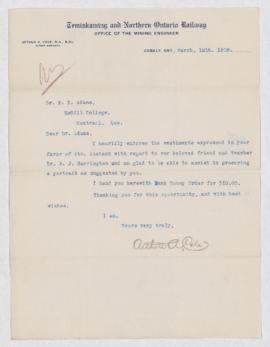 Temiskaming and Northern Ontario Railway
OFFICE OF THE MINING ENGINEER
ARTHUR A. COLE, M.A., B.SC.
MINING ENGINEER
COBALT, ONT. March, 12th. 1908.
Dr. F. D. Adams,
McGill College,
Montreal, Que.
Dear Dr. Adams:
I heartily endorse the sentiments expressed in your
favor of 6th. instant with regard to our beloved friend and teacher
Dr. B. J. Harrington and am glad to be able to assist in procuring
a portrait as suggested by you.
I hand you herewith Bank Money Order for
Thanking you for this opportunity, and with best
wishes.
I am,
Yours very truly,
Arthur A. Cole.